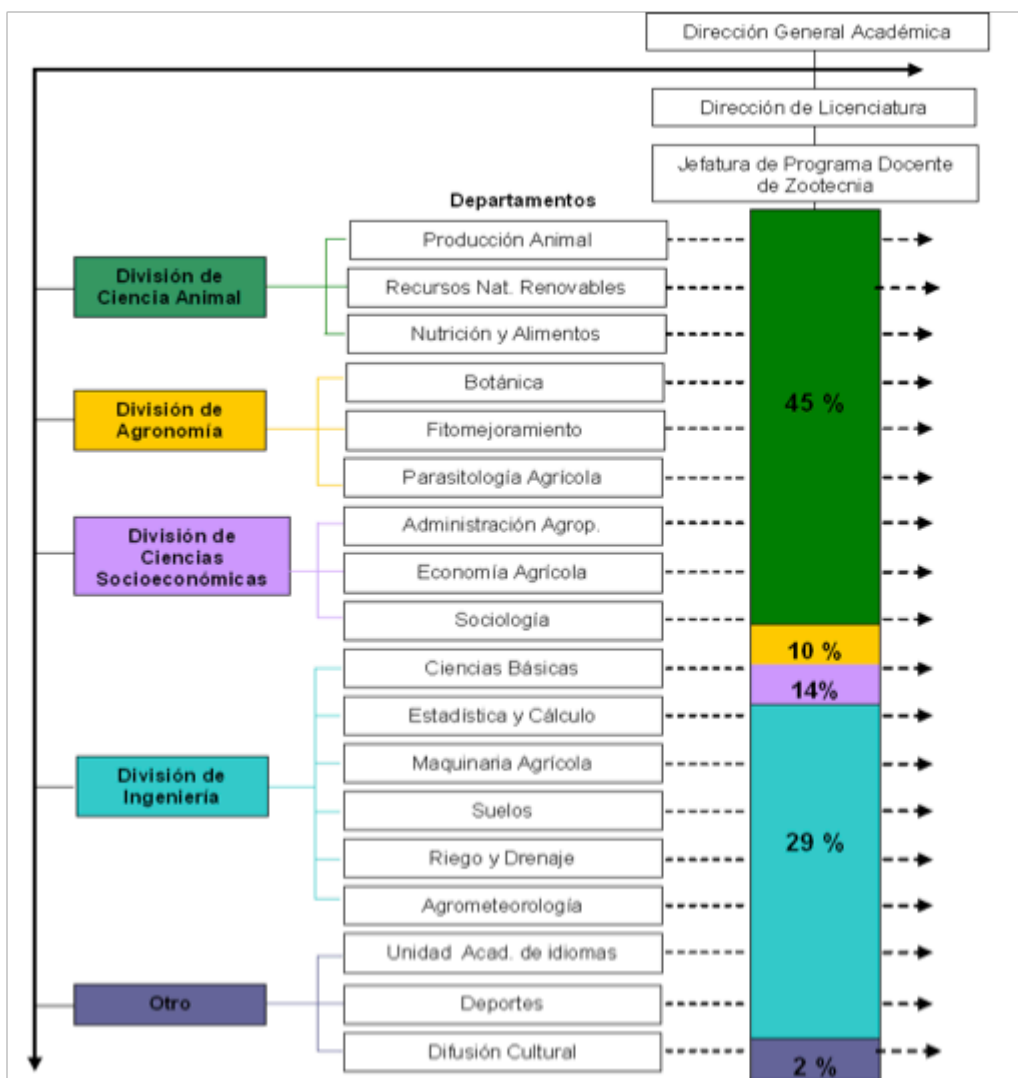 Dirección General Académica
Dirección de Licenciatura
Jefatura de Programa Docente
de Zootecnia
Departamentos
División de
Ciencia Animal
Producción Animal
Recursos Nat. Renovables
Nutrición y Alimentos
División de
Agronomía
Botánica
Fitomejoramiento
Parasitología Agrícola
División de
Ciencias
Socioeconómicas
Administración Agrop.
Economía Agrícola
Sociología
División de
Ingeniería
Ciencias Básicas
Estadística y Cálculo
Maquinaria Agrícola
Suelos
Riego y Drenaje
Agrometeorología
Otro
Unidad Acad. de idiomas
Deportes
Difusión Cultural
45 %
10 %
14%
29 %
2 %